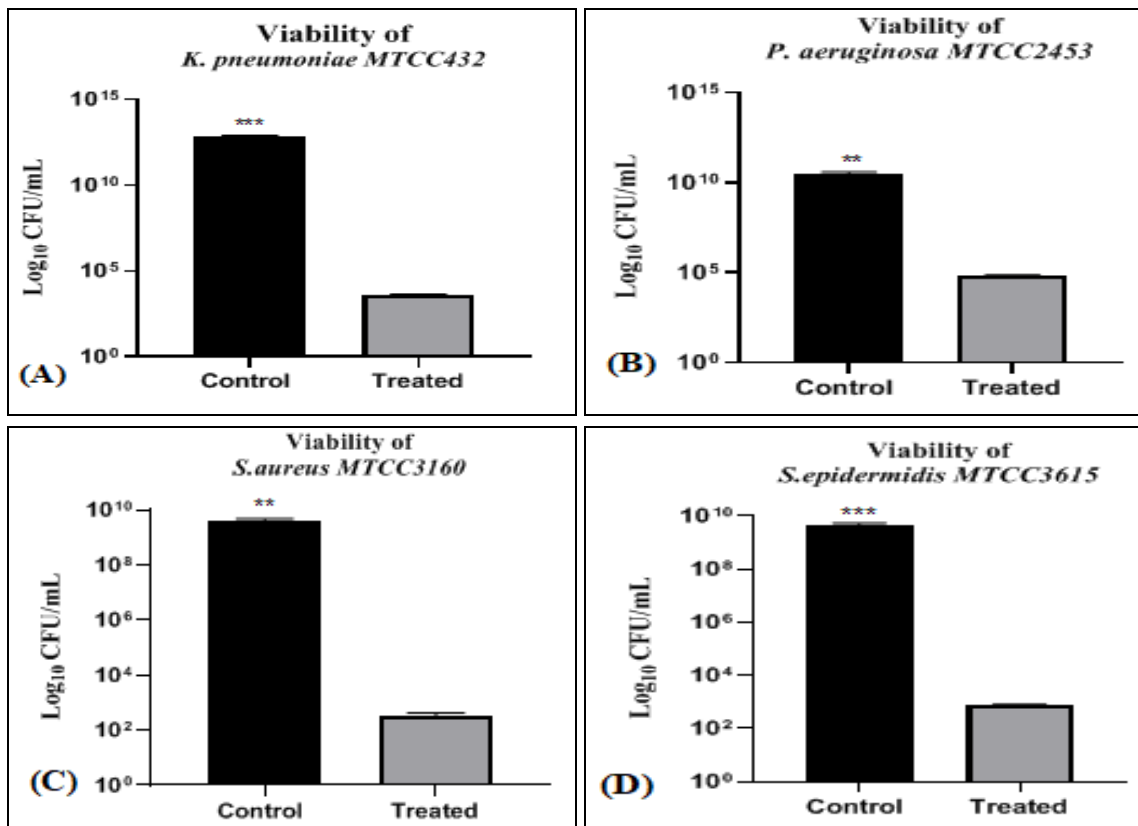 Viability of
K. pneumoniae MTCC432
Log₁₀ CFU/mL
10¹⁵
10¹⁰
10⁵
10⁰
***
Control Treated
(A)
Viability of
P. aeruginosa MTCC2453
Log₁₀ CFU/mL
10¹⁵
10¹⁰
10⁵
10⁰
**
Control Treated
(B)
Viability of
S.aureus MTCC3160
Log₁₀ CFU/mL
10¹⁰
10⁸
10⁶
10⁴
10²
10⁰
**
Control Treated
(C)
Viability of
S.epidermidis MTCC3615
Log₁₀ CFU/mL
10¹⁰
10⁸
10⁶
10⁴
10²
10⁰
***
Control Treated
(D)